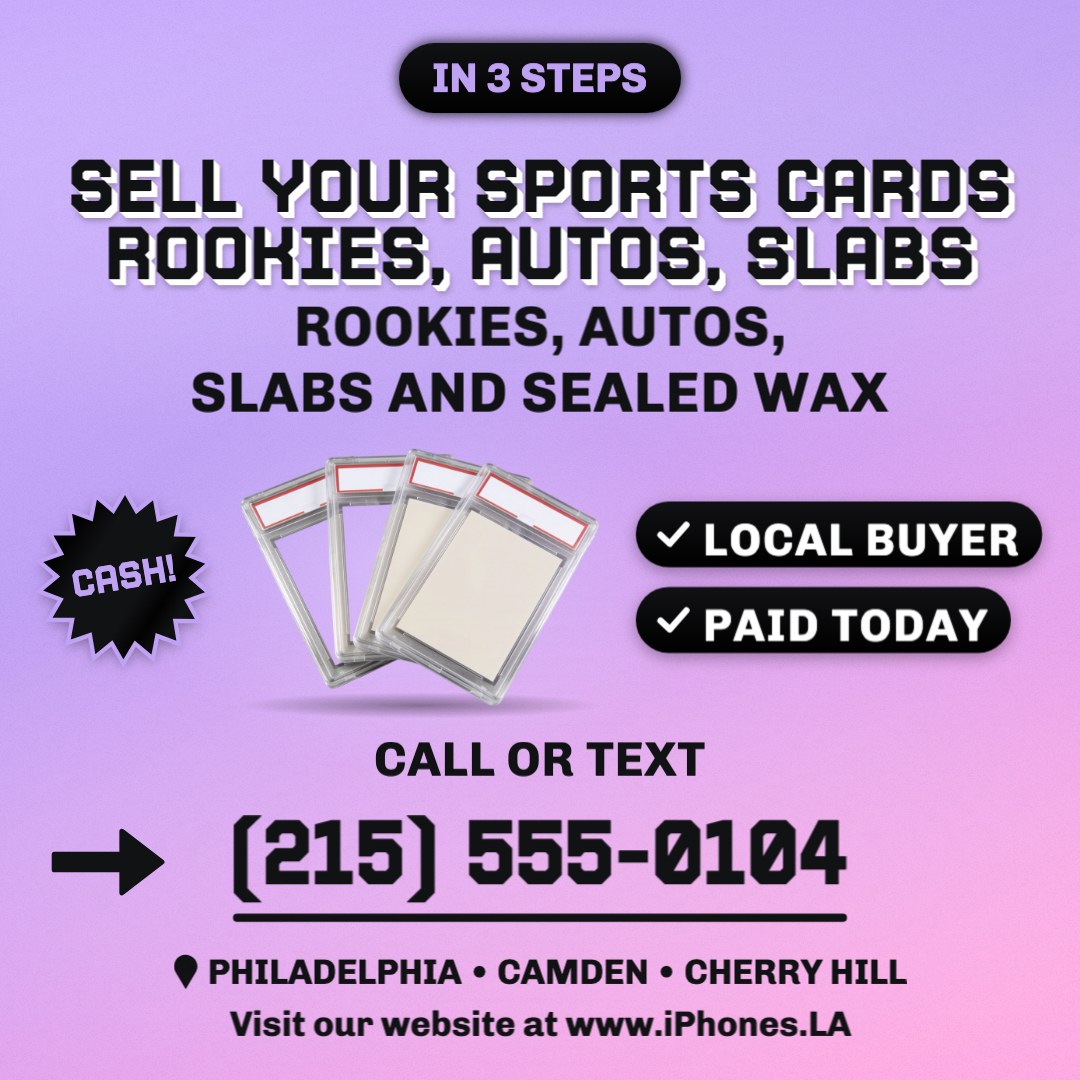 IN 3 STEPS
SELL YOUR SPORTS CARDS
ROOKIES, AUTOS, SLABS
ROOKIES, AUTOS,
SLABS AND SEALED WAX
CASH!
LOCAL BUYER
PAID TODAY
CALL OR TEXT
(215) 555-0104
PHILADELPHIA • CAMDEN • CHERRY HILL
Visit our website at www.iPhones.LA